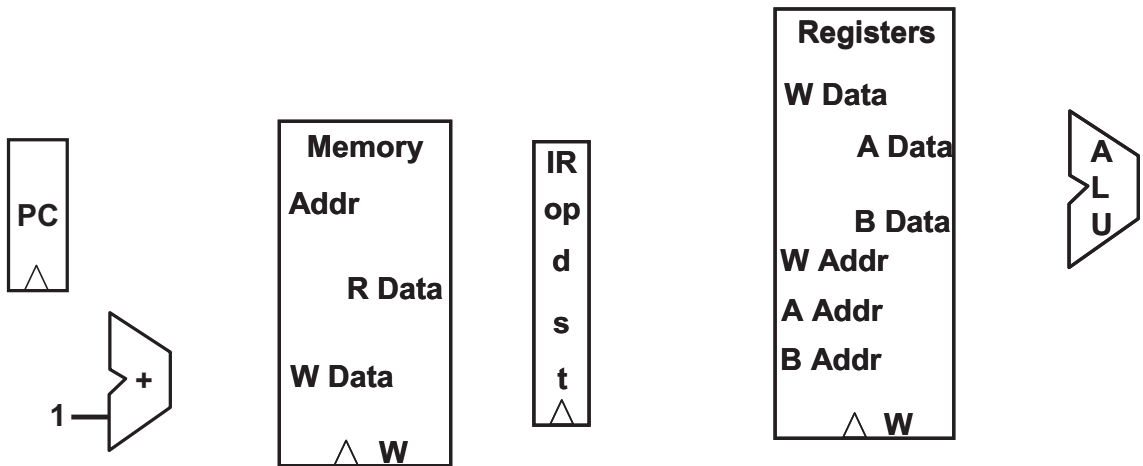 PC
+
1
Memory
Addr
R Data
W Data
W
IR
op
d
s
t
Registers
W Data
A Data
B Data
W Addr
A Addr
B Addr
W
A
L
U